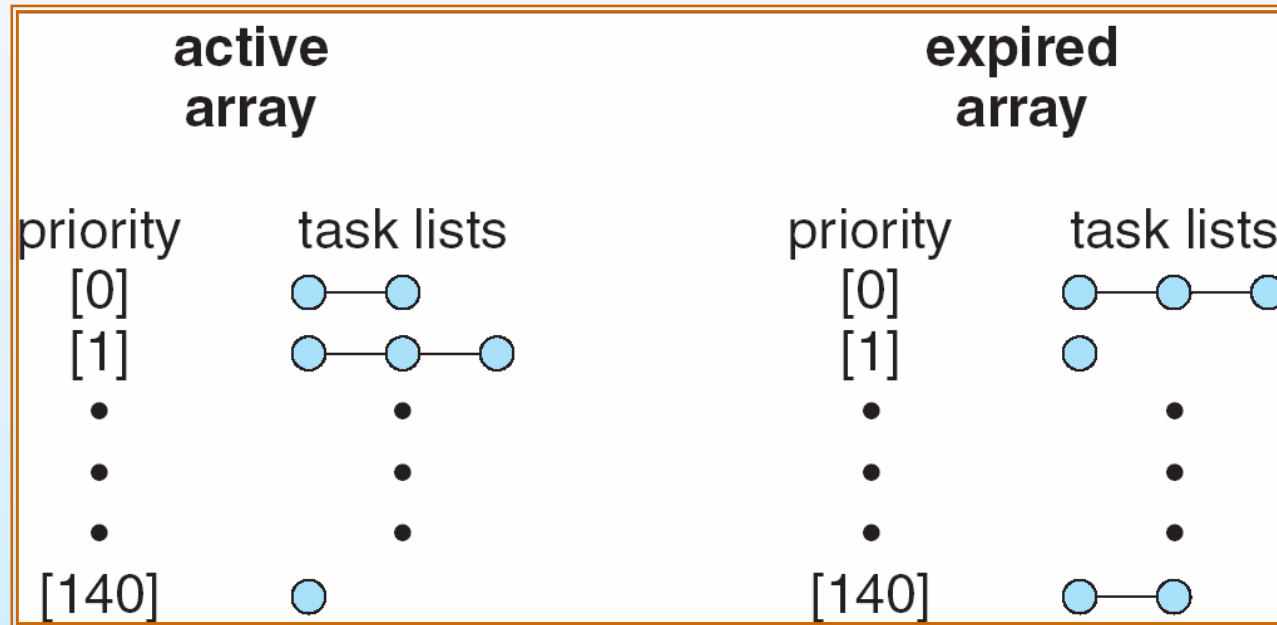 active
array
expired
array
priority
task lists
priority
task lists
[0]
[0]
[1]
[1]
[140]
[140]